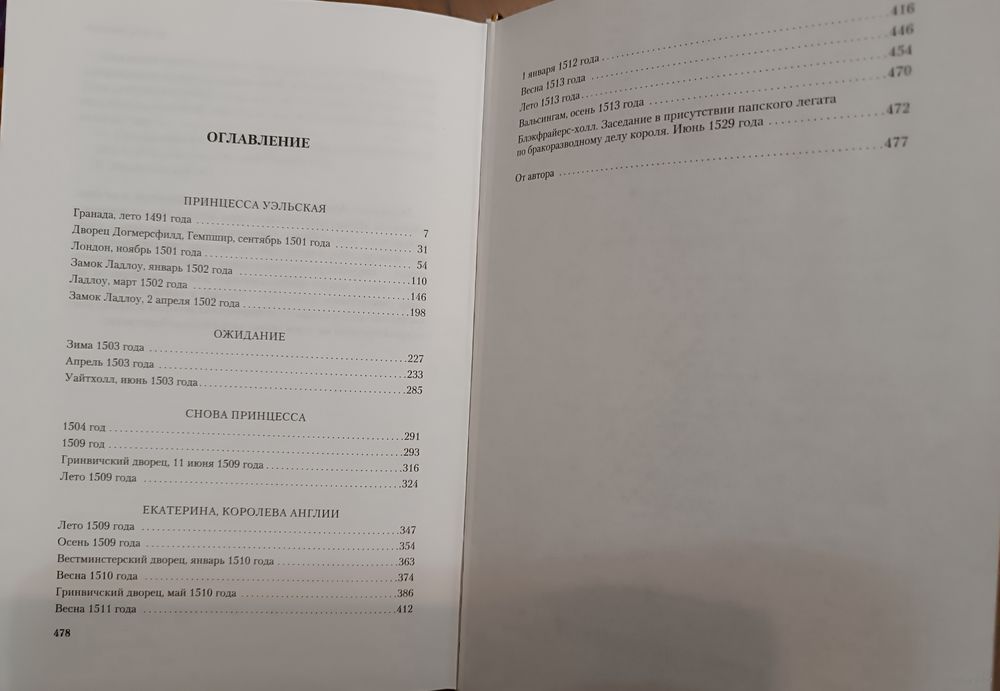 ОГЛАВЛЕНИЕ
ПРИНЦЕССА УЭЛЬСКАЯ
Гранада, лето 1491 года 7
Дворец Догмерсфилд, Гемпшир, сентябрь 1501 года 31
Лондон, ноябрь 1501 года 54
Замок Ладлоу, январь 1502 года 110
Ладлоу, март 1502 года 146
Замок Ладлоу, 2 апреля 1502 года 198
ОЖИДАНИЕ
Зима 1503 года 227
Апрель 1503 года 233
Уайтхолл, июнь 1503 года 285
СНОВА ПРИНЦЕССА
1504 год 291
1509 год 293
Гринвичский дворец, 11 июня 1509 года 316
Лето 1509 года 324
ЕКАТЕРИНА, КОРОЛЕВА АНГЛИИ
Лето 1509 года 347
Осень 1509 года 354
Вестминстерский дворец, январь 1510 года 363
Весна 1510 года 374
Гринвичский дворец, май 1510 года 386
Весна 1511 года 412
478
1 января 1512 года 416
Весна 1513 года 446
Лето 1513 года 454
Вальсингам, осень 1513 года 470
Блэкфрайерс-холл. Заседание в присутствии папского легата
по бракоразводному делу короля. Июнь 1529 года 472
От автора 477